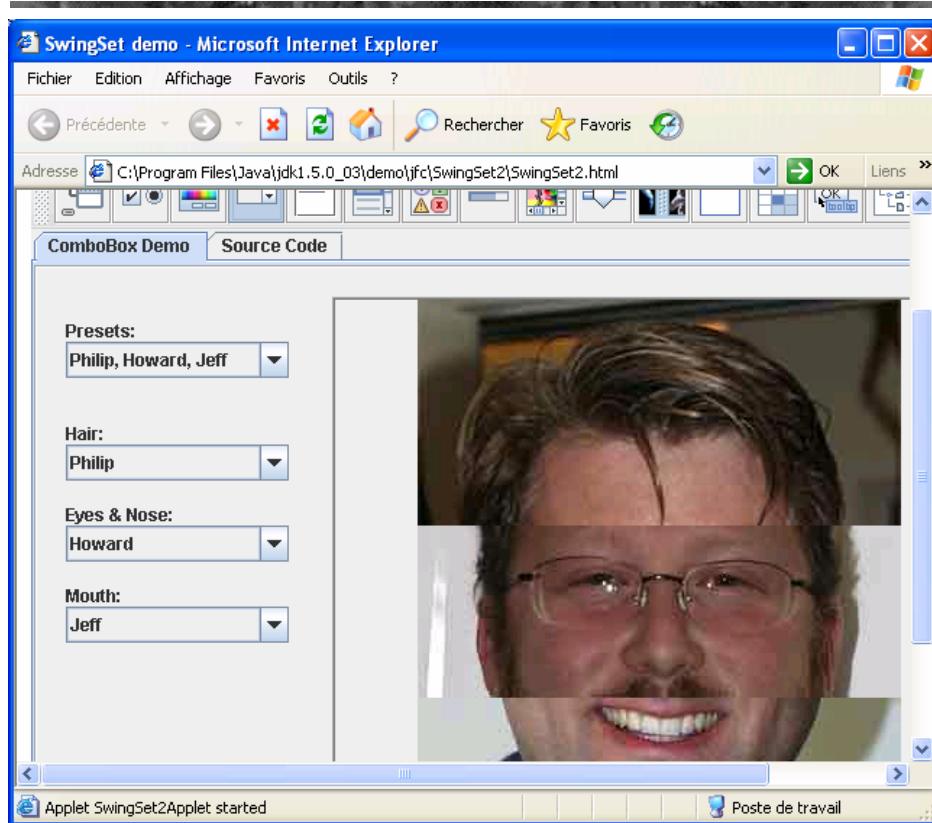 SwingSet demo - Microsoft Internet Explorer
Fichier Edition Affichage Favoris Outils ?
Précédente Rechercher Favoris
Adresse C:\Program Files\Java\jdk1.5.0_03\demo\jfc\SwingSet2\SwingSet2.html OK Liens »
OK
tooltip
ComboBox Demo Source Code
Presets:
Philip, Howard, Jeff
Hair:
Philip
Eyes & Nose:
Howard
Mouth:
Jeff
Applet SwingSet2Applet started Poste de travail